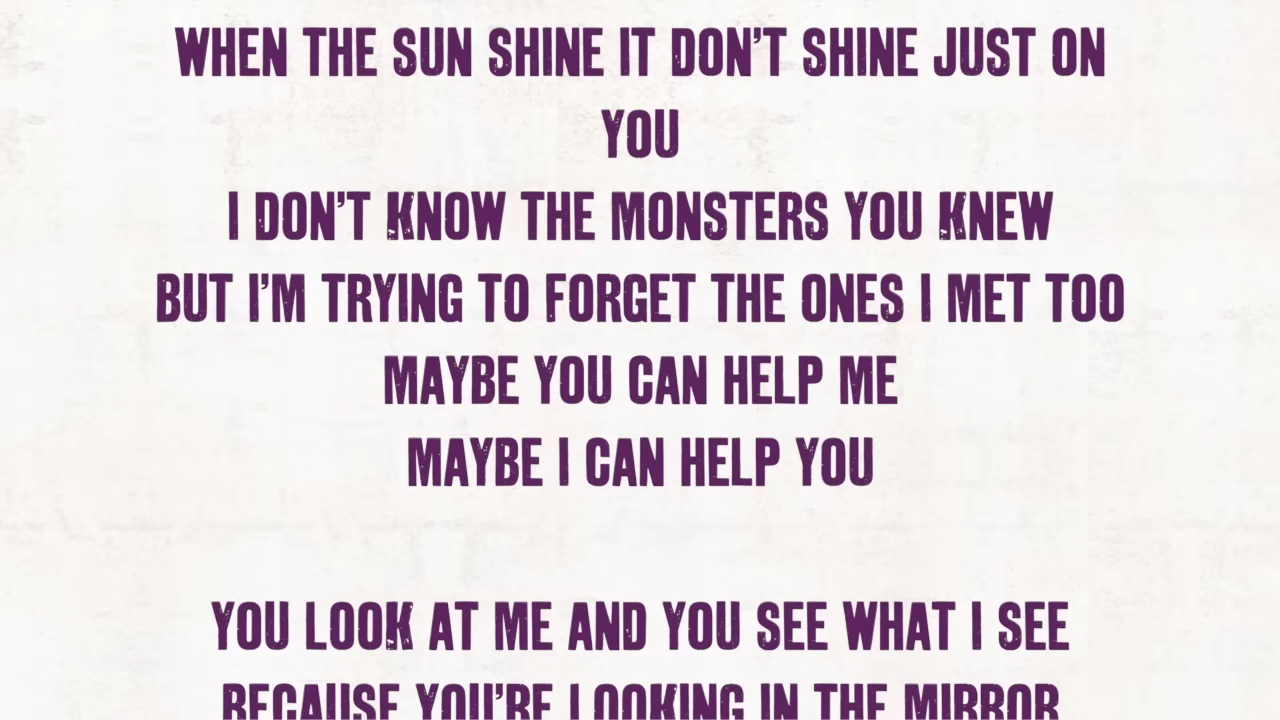 WHEN THE SUN SHINE IT DON'T SHINE JUST ON
YOU
I DON'T KNOW THE MONSTERS YOU KNEW
BUT I'M TRYING TO FORGET THE ONES I MET TOO
MAYBE YOU CAN HELP ME
MAYBE I CAN HELP YOU
YOU LOOK AT ME AND YOU SEE WHAT I SEE
BECAUSE YOU'RE LOOKING IN THE MIRROR